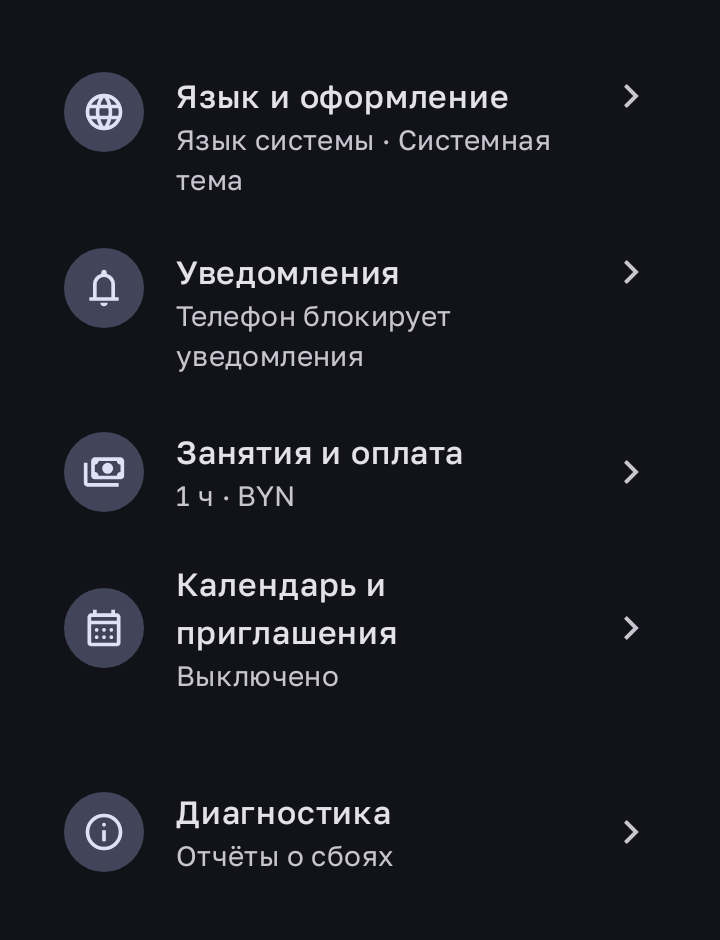 Язык и оформление
Язык системы · Системная
тема
Уведомления
Телефон блокирует
уведомления
Занятия и оплата
1 ч · BYN
Календарь и
приглашения
Выключено
Диагностика
Отчёты о сбоях